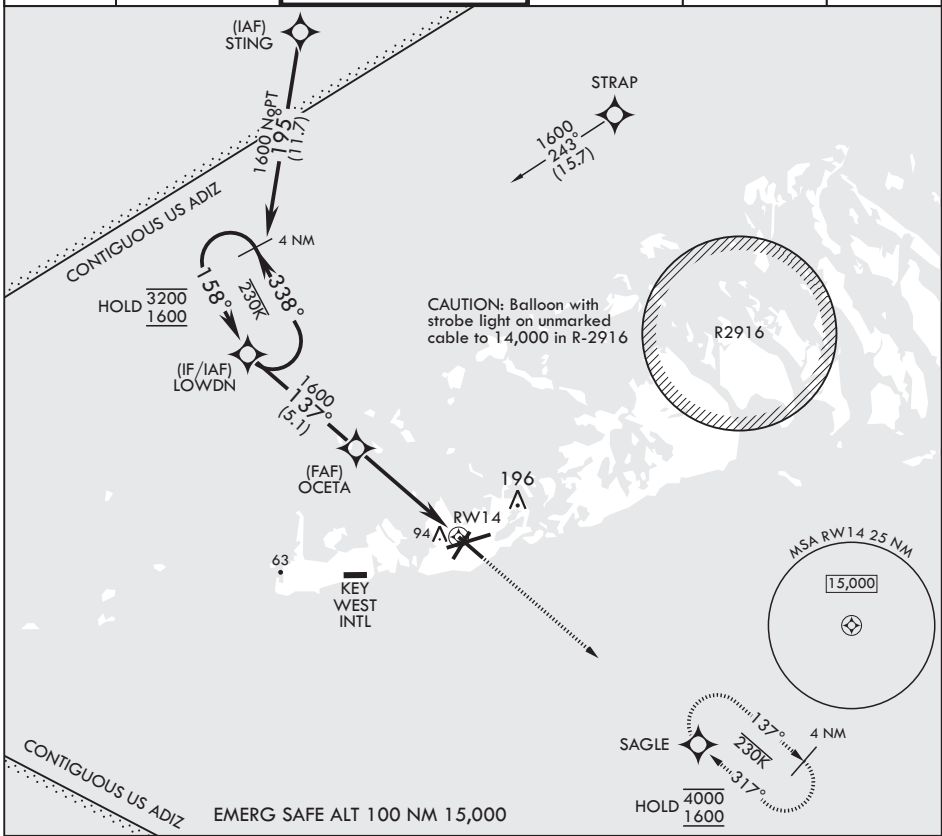 (IAF)
STING
1600 NoPT
195°
(11.7)
STRAP
1600
243°
(15.7)
CONTIGUOUS US ADIZ
4 NM
HOLD 3200
1600
158°
230K
338°
CAUTION: Balloon with
strobe light on unmarked
cable to 14,000 in R-2916
R2916
(IF/IAF)
LOWDN
1600
137°
(5.1)
(FAF)
OCETA
196
RW14
94
63
KEY
WEST
INTL
MSA RW14 25 NM
15,000
SAGLE
137°
4 NM
230K
317°
HOLD 4000
1600
CONTIGUOUS US ADIZ
EMERG SAFE ALT 100 NM 15,000